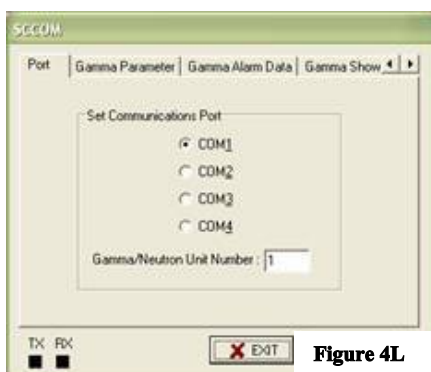 SCCOM
Port Gamma Parameter Gamma Alarm Data Gamma Show
Set Communications Port
COM1
COM2
COM3
COM4
Gamma/Neutron Unit Number : 1
TX RX
EXIT
Figure 4L